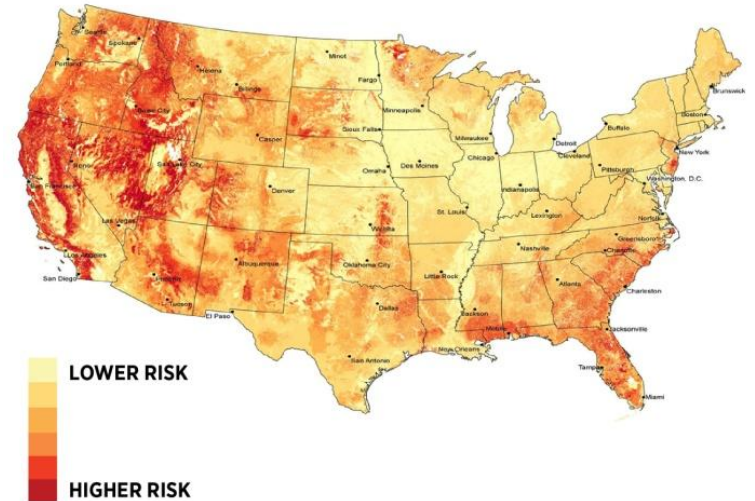 Seattle
Spokane
Portland
Helena
Billings
Minot
Fargo
Minneapolis
Sioux Falls
Casper
Salt Lake City
Reno
San Francisco
Las Vegas
Los Angeles
San Diego
Phoenix
Tucson
Albuquerque
El Paso
Denver
Omaha
Des Moines
Wichita
Oklahoma City
Dallas
San Antonio
Milwaukee
Chicago
Detroit
Cleveland
Buffalo
Boston
Brunswick
New York
Pittsburgh
Washington, D.C.
Indianapolis
St. Louis
Lexington
Norfolk
Greensboro
Charlotte
Nashville
Little Rock
Atlanta
Charleston
Jackson
Mobile
New Orleans
Jacksonville
Tampa
Miami
LOWER RISK
HIGHER RISK